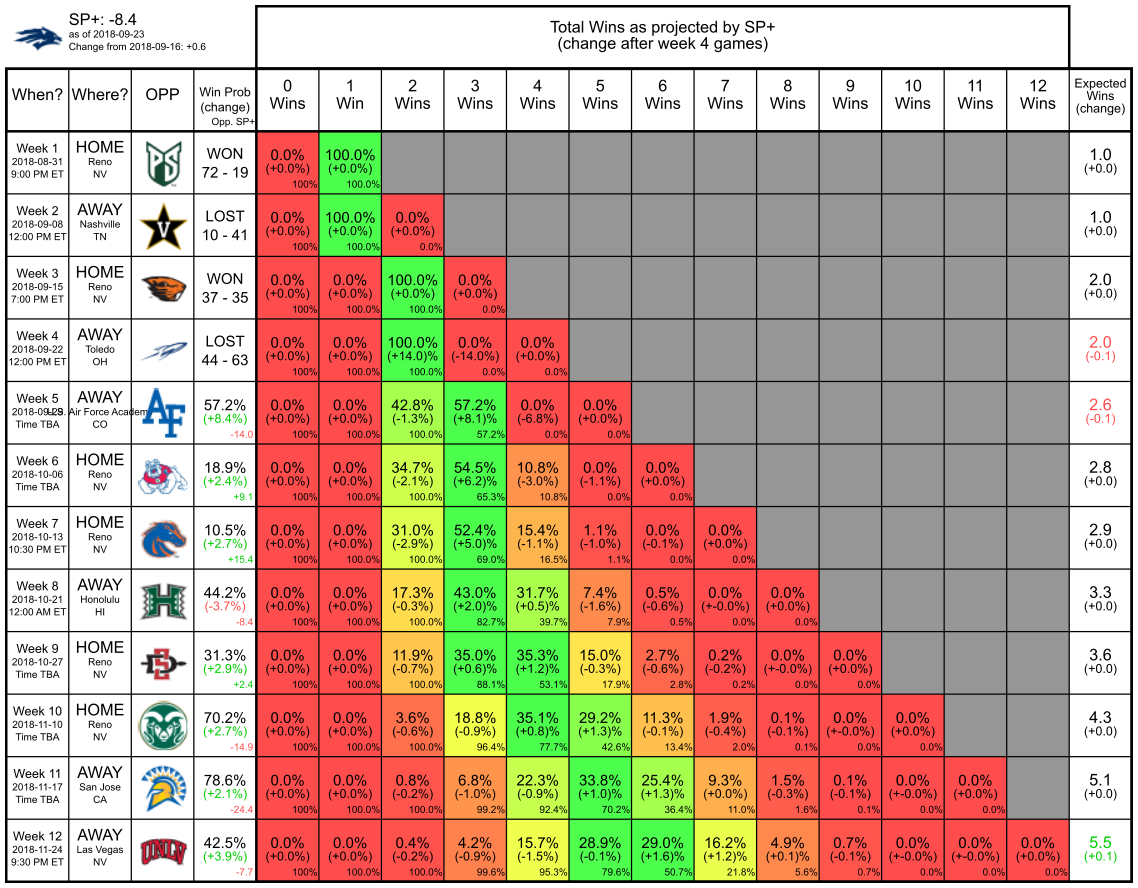 SP+: -8.4
as of 2018-09-23
Change from 2018-09-16: +0.6
Total Wins as projected by SP+
(change after week 4 games)
When? Where? OPP Win Prob (change) Opp. SP+ 0 Wins 1 Win 2 Wins 3 Wins 4 Wins 5 Wins 6 Wins 7 Wins 8 Wins 9 Wins 10 Wins 11 Wins 12 Wins Expected Wins (change)
Week 1 HOME PS WON 0.0% 100.0% 1.0
2018-08-31 Reno (+0.0%) (+0.0%) (+0.0)
9:00 PM ET NV 72 - 19 100% 100.0%
Week 2 AWAY V LOST 0.0% 100.0% 0.0% 1.0
2018-09-08 Nashville (+0.0%) (+0.0%) (+0.0%) (+0.0)
12:00 PM ET TN 10 - 41 100% 100.0% 0.0%
Week 3 HOME WON 0.0% 0.0% 100.0% 0.0% 2.0
2018-09-15 Reno (+0.0%) (+0.0%) (+0.0%) (+0.0%) (+0.0)
7:00 PM ET NV 37 - 35 100% 100.0% 100.0% 0.0%
Week 4 AWAY LOST 0.0% 0.0% 100.0% 0.0% 0.0% 2.0
2018-09-22 Toledo (+0.0%) (+0.0%) (+14.0)% (-14.0%) (+0.0%) (-0.1)
12:00 PM ET OH 44 - 63 100% 100.0% 100.0% 0.0% 0.0%
Week 5 AWAY AF 57.2% 0.0% 0.0% 42.8% 57.2% 0.0% 0.0% 2.6
2018-09-29 U.S. Air Force Academy (+8.4%) (+0.0%) (+0.0%) (-1.3%) (+8.1)% (-6.8%) (+0.0%) (-0.1)
Time TBA CO -14.0 100% 100.0% 100.0% 57.2% 0.0% 0.0%
Week 6 HOME 18.9% 0.0% 0.0% 34.7% 54.5% 10.8% 0.0% 0.0% 2.8
2018-10-06 Reno (+2.4%) (+0.0%) (+0.0%) (-2.1%) (+6.2)% (-3.0%) (-1.1%) (+0.0%) (+0.0)
Time TBA NV +9.1 100% 100.0% 100.0% 65.3% 10.8% 0.0% 0.0%
Week 7 HOME 10.5% 0.0% 0.0% 31.0% 52.4% 15.4% 1.1% 0.0% 0.0% 2.9
2018-10-13 Reno (+2.7%) (+0.0%) (+0.0%) (-2.9%) (+5.0)% (-1.1%) (-1.0%) (-0.1%) (+0.0%) (+0.0)
10:30 PM ET NV +15.4 100% 100.0% 100.0% 69.0% 16.5% 1.1% 0.0% 0.0%
Week 8 AWAY H 44.2% 0.0% 0.0% 17.3% 43.0% 31.7% 7.4% 0.5% 0.0% 0.0% 3.3
2018-10-21 Honolulu (-3.7%) (+0.0%) (+0.0%) (-0.3%) (+2.0)% (+0.5)% (-1.6%) (-0.6%) (+-0.0%) (+0.0%) (+0.0)
12:00 AM ET HI -8.4 100% 100.0% 100.0% 82.7% 39.7% 7.9% 0.5% 0.0% 0.0%
Week 9 HOME SD 31.3% 0.0% 0.0% 11.9% 35.0% 35.3% 15.0% 2.7% 0.2% 0.0% 0.0% 3.6
2018-10-27 Reno (+2.9%) (+0.0%) (+0.0%) (-0.7%) (+0.6)% (+1.2)% (-0.3%) (-0.6%) (-0.2%) (+-0.0%) (+0.0%) (+0.0)
Time TBA NV +2.4 100% 100.0% 100.0% 88.1% 53.1% 17.9% 2.8% 0.2% 0.0% 0.0%
Week 10 HOME 70.2% 0.0% 0.0% 3.6% 18.8% 35.1% 29.2% 11.3% 1.9% 0.1% 0.0% 0.0% 4.3
2018-11-10 Reno (+2.7%) (+0.0%) (+0.0%) (-0.6%) (-0.9%) (+0.8)% (+1.3)% (-0.1%) (-0.4%) (-0.1%) (+-0.0%) (+0.0%) (+0.0)
Time TBA NV -14.9 100% 100.0% 100.0% 96.4% 77.7% 42.6% 13.4% 2.0% 0.1% 0.0% 0.0%
Week 11 AWAY 78.6% 0.0% 0.0% 0.8% 6.8% 22.3% 33.8% 25.4% 9.3% 1.5% 0.1% 0.0% 0.0% 5.1
2018-11-17 San Jose (+2.1%) (+0.0%) (+0.0%) (-0.2%) (-1.0%) (-0.9%) (+1.0)% (+1.3)% (+0.0)% (-0.3%) (-0.1%) (+-0.0%) (+0.0%) (+0.0)
Time TBA CA -24.4 100% 100.0% 100.0% 99.2% 92.4% 70.2% 36.4% 11.0% 1.6% 0.1% 0.0% 0.0%
Week 12 AWAY UNLV 42.5% 0.0% 0.0% 0.4% 4.2% 15.7% 28.9% 29.0% 16.2% 4.9% 0.7% 0.0% 0.0% 0.0% 5.5
2018-11-24 Las Vegas (+3.9%) (+0.0%) (+0.0%) (-0.2%) (-0.9%) (-1.5%) (-0.1%) (+1.6)% (+1.2)% (+0.1)% (-0.1%) (+-0.0%) (+-0.0%) (+0.0%) (+0.1)
9:30 PM ET NV -7.7 100% 100.0% 100.0% 99.6% 95.3% 79.6% 50.7% 21.8% 5.6% 0.7% 0.0% 0.0% 0.0%